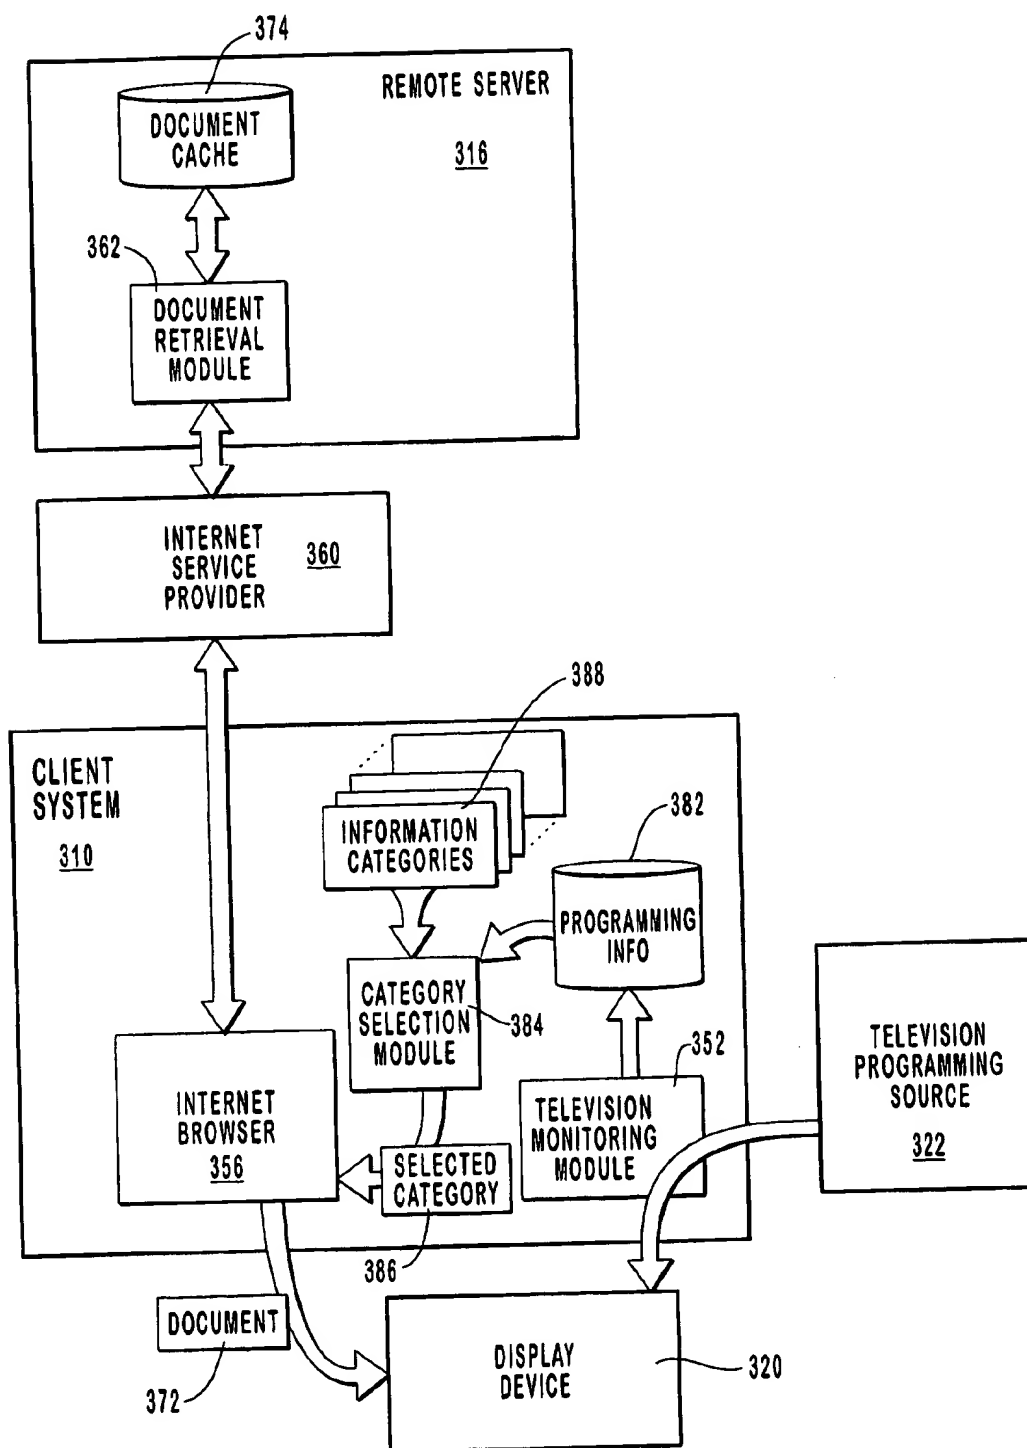 374
REMOTE SERVER
316
DOCUMENT
CACHE
362
DOCUMENT
RETRIEVAL
MODULE
INTERNET
SERVICE
PROVIDER
360
388
CLIENT
SYSTEM
310
INFORMATION
CATEGORIES
382
PROGRAMMING
INFO
CATEGORY
SELECTION
MODULE
384
352
TELEVISION
PROGRAMMING
SOURCE
322
INTERNET
BROWSER
356
TELEVISION
MONITORING
MODULE
SELECTED
CATEGORY
386
DOCUMENT
372
DISPLAY
DEVICE
320